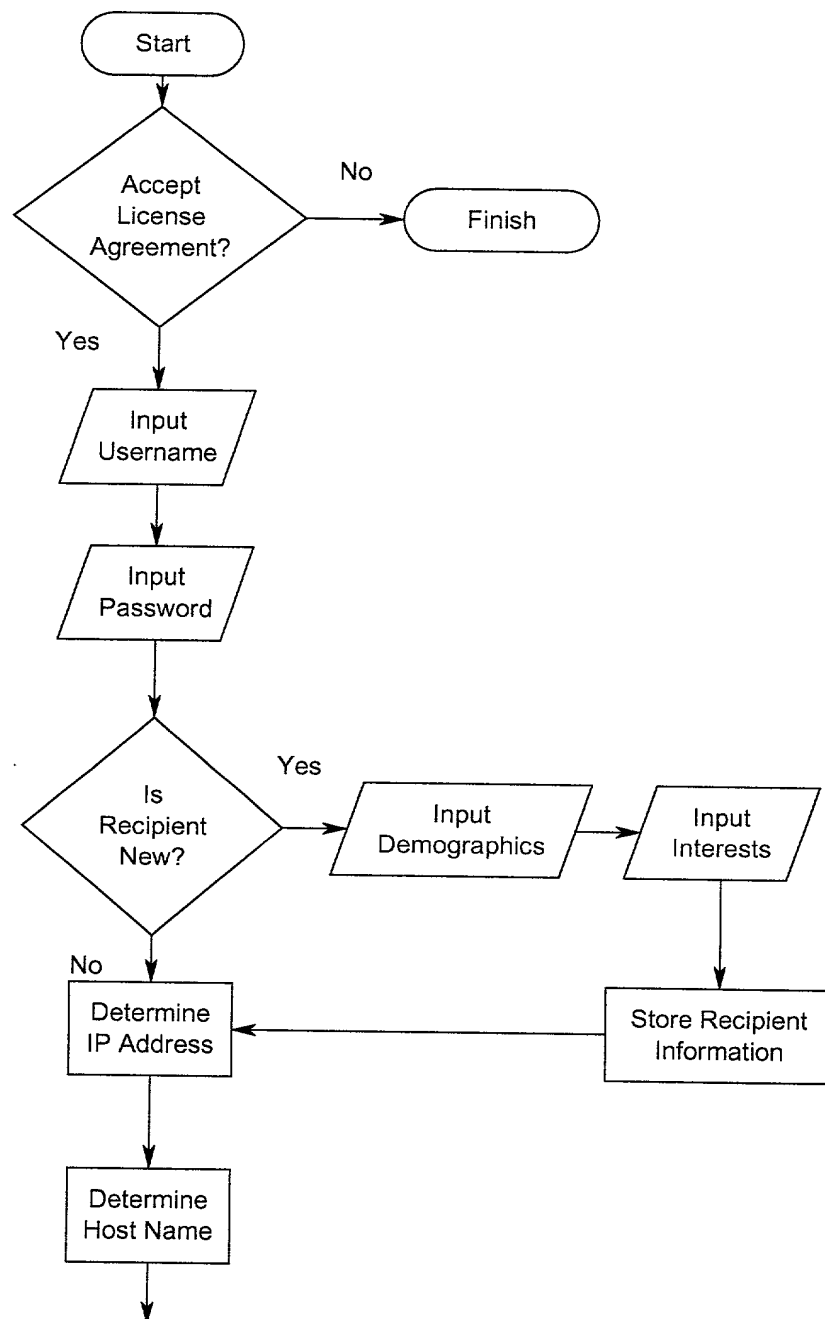 Start
Accept
License
Agreement?
No
Finish
Yes
Input
Username
Input
Password
Is
Recipient
New?
Yes
Input
Demographics
Input
Interests
No
Determine
IP Address
Store Recipient
Information
Determine
Host Name